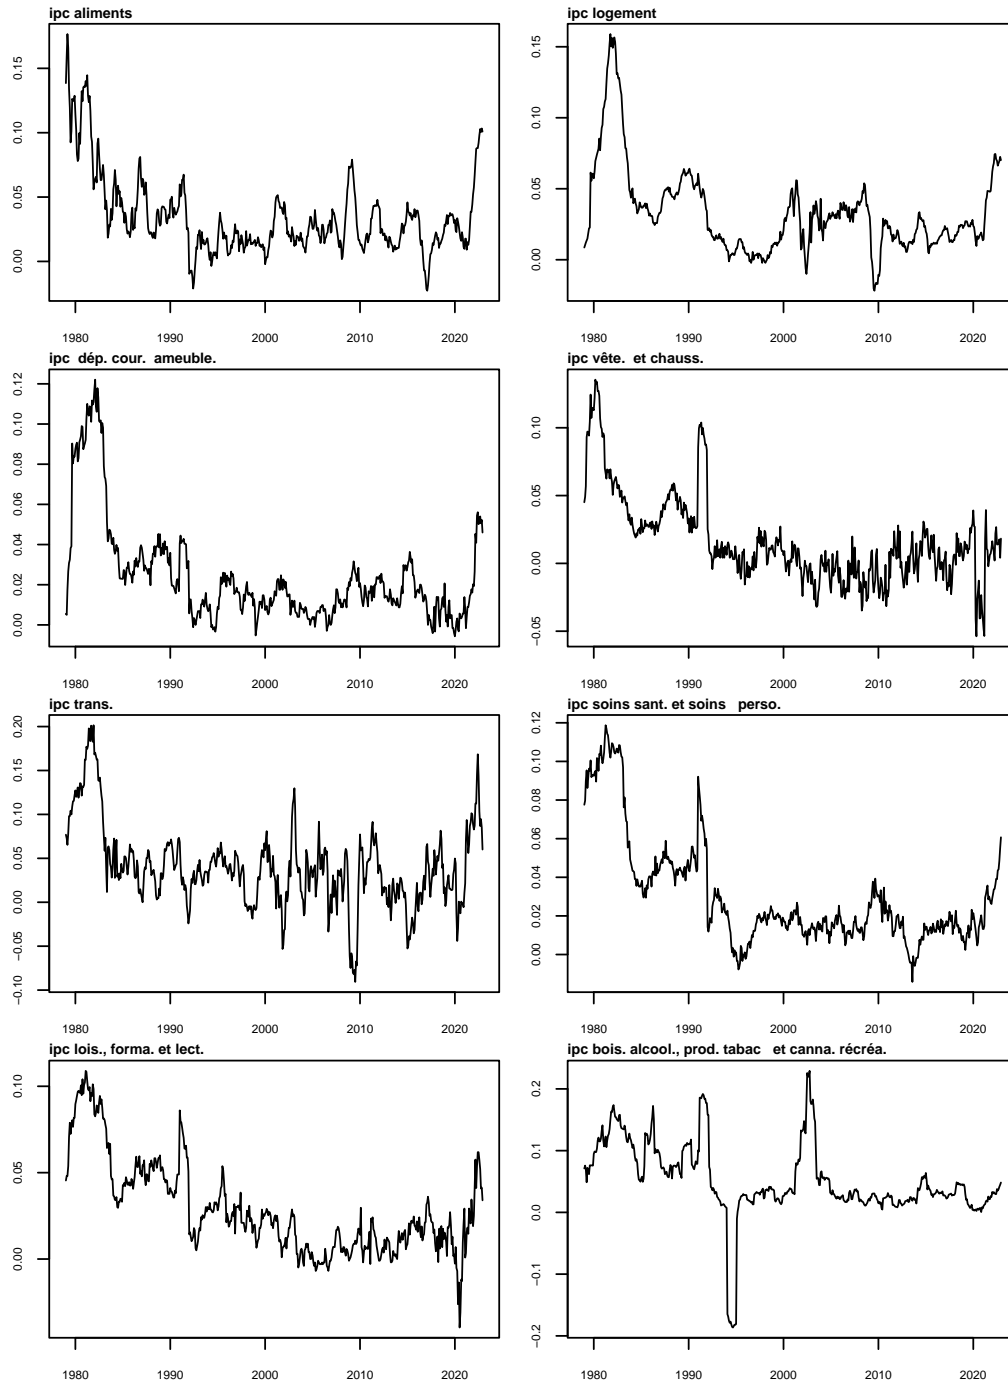 ipc aliments
0.00 0.05 0.10 0.15
1980 1990 2000 2010 2020
ipc logement
0.00 0.05 0.10 0.15
1980 1990 2000 2010 2020
ipc dép. cour. ameuble.
0.00 0.02 0.04 0.06 0.08 0.10 0.12
1980 1990 2000 2010 2020
ipc vête. et chauss.
−0.05 0.00 0.05 0.10
1980 1990 2000 2010 2020
ipc trans.
−0.10 −0.05 0.00 0.05 0.10 0.15 0.20
1980 1990 2000 2010 2020
ipc soins sant. et soins perso.
0.00 0.02 0.04 0.06 0.08 0.10 0.12
1980 1990 2000 2010 2020
ipc lois., forma. et lect.
0.00 0.05 0.10
1980 1990 2000 2010 2020
ipc bois. alcool., prod. tabac et canna. récréa.
−0.2 −0.1 0.0 0.1 0.2
1980 1990 2000 2010 2020